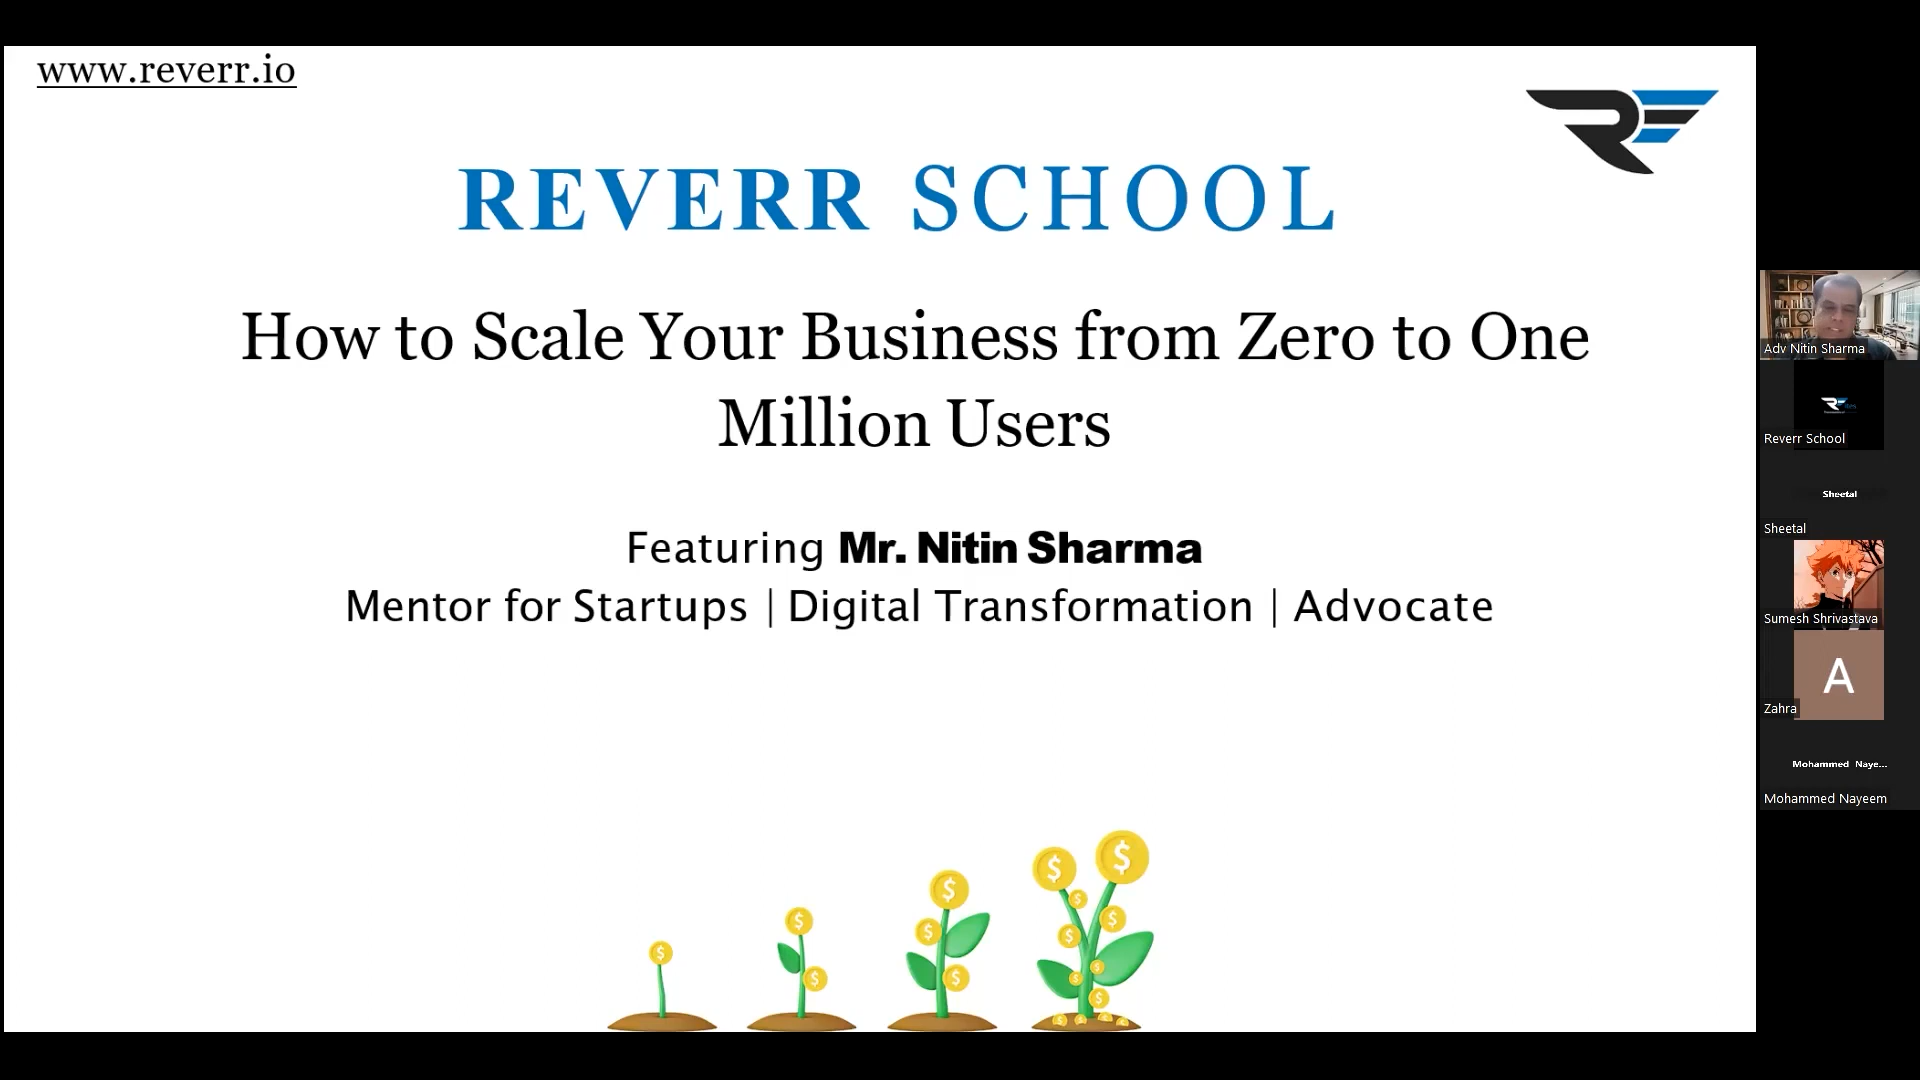 www.reverr.io
REVERR SCHOOL
How to Scale Your Business from Zero to One
Million Users
Featuring Mr. Nitin Sharma
Mentor for Startups | Digital Transformation | Advocate
Adv Nitin Sharma
Reverr School
Sheetal
Sheetal
Sumesh Shrivastava
A
Zahra
Mohammed Naye...
Mohammed Nayeem